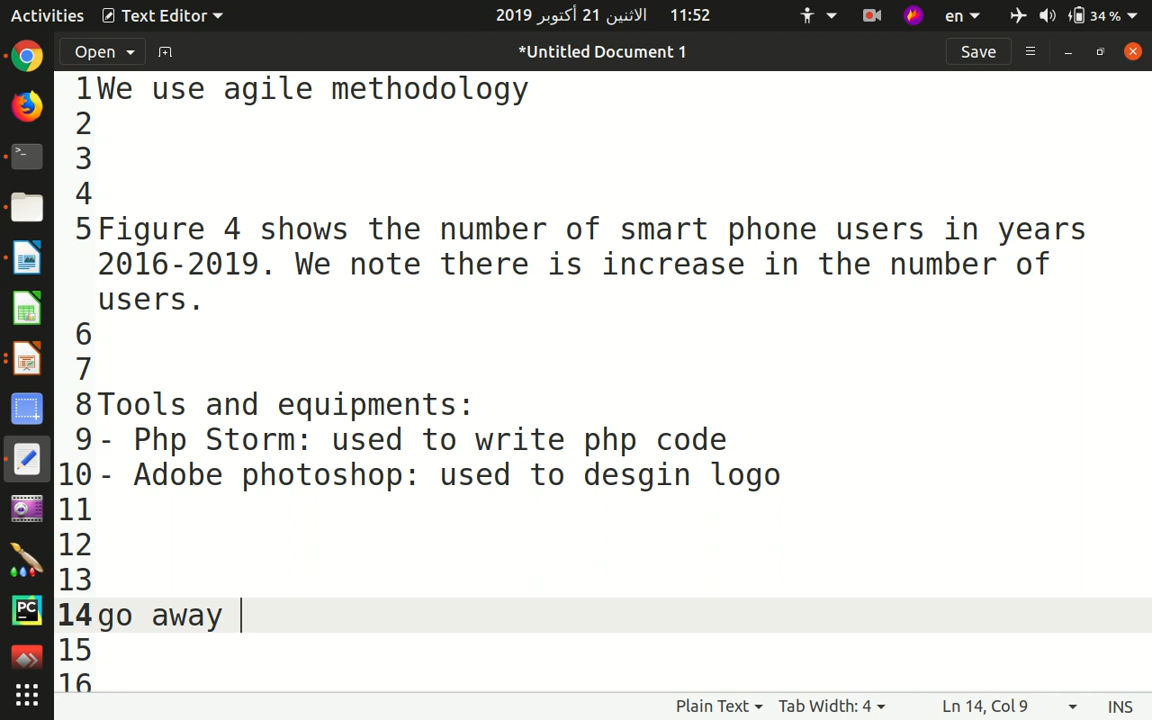 Activities Text Editor الاثنين 21 أكتوبر 2019 11:52 en 34 %
Open *Untitled Document 1 Save
1 We use agile methodology
2
3
4
5 Figure 4 shows the number of smart phone users in years
2016-2019. We note there is increase in the number of
users.
6
7
8 Tools and equipments:
9 - Php Storm: used to write php code
10 - Adobe photoshop: used to desgin logo
11
12
13
14 go away
15
16
PC
Plain Text Tab Width: 4 Ln 14, Col 9 INS